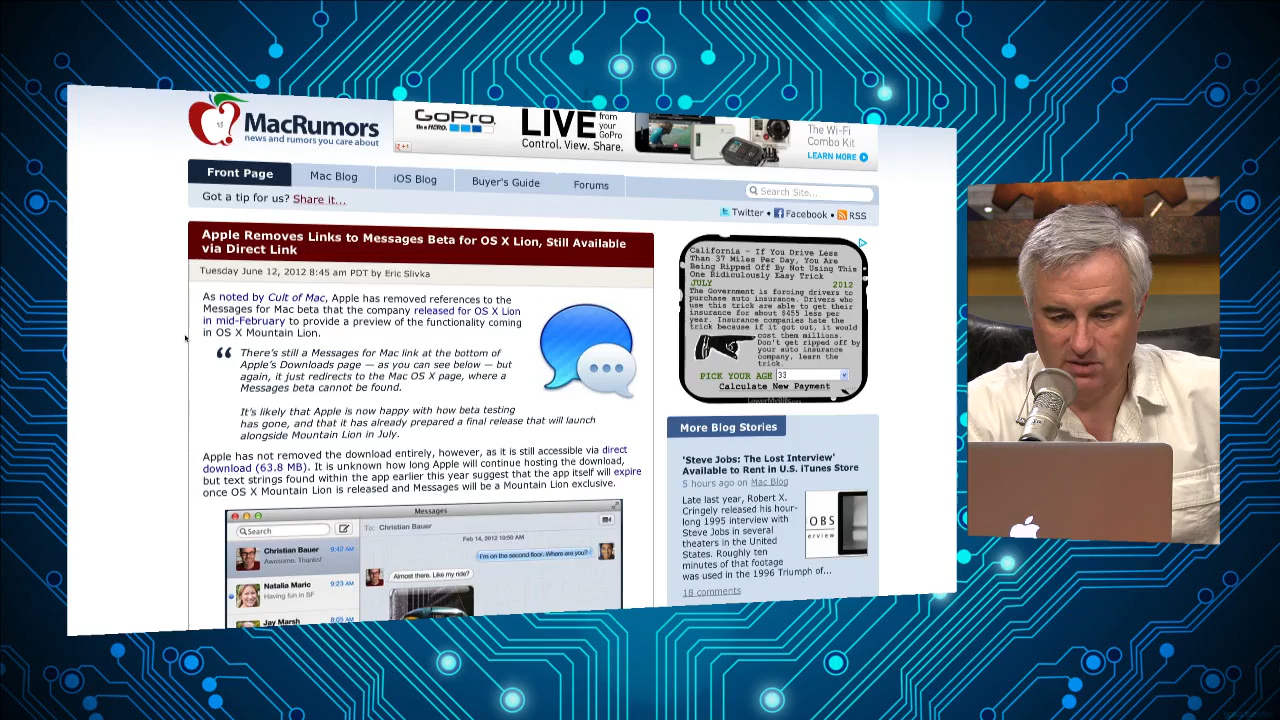 MacRumors
news and rumors you care about
GoPro
Be a HERO.
LIVE
from
your
GoPro
Control. View. Share.
The Wi-Fi
Combo Kit
LEARN MORE
+1
Front Page
Mac Blog
iOS Blog
Buyer's Guide
Forums
Search Site...
Got a tip for us? Share it...
Twitter • Facebook • RSS
Apple Removes Links to Messages Beta for OS X Lion, Still Available
via Direct Link
Tuesday June 12, 2012 8:45 am PDT by Eric Slivka
As noted by Cult of Mac, Apple has removed references to the
Messages for Mac beta that the company released for OS X Lion
in mid-February to provide a preview of the functionality coming
in OS X Mountain Lion.
“ There's still a Messages for Mac link at the bottom of
Apple's Downloads page — as you can see below — but
again, it just redirects to the Mac OS X page, where a
Messages beta cannot be found.
It's likely that Apple is now happy with how beta testing
has gone, and that it has already prepared a final release that will launch
alongside Mountain Lion in July.
Apple has not removed the download entirely, however, as it is still accessible via direct
download (63.8 MB). It is unknown how long Apple will continue hosting the download,
but text strings found within the app earlier this year suggest that the app itself will expire
once OS X Mountain Lion is released and Messages will be a Mountain Lion exclusive.
Messages
Search
To: Christian Bauer
Feb 14, 2012 10:50 AM
Christian Bauer 9:42 AM
Awesome. Thanks!
I'm on the second floor. Where are you?
Almost there. Like my ride?
Natalia Maric 9:23 AM
Having fun in SF
Jay Marsh 8:05 AM
California - If You Drive Less
Than 37 Miles Per Day, You Are
Being Ripped Off By Not Using This
One Ridiculously Easy Trick
JULY 2012
The Government is forcing drivers to
purchase auto insurance. Drivers who
use this trick are able to get their
insurance for about $455 less per
year. Insurance companies hate the
trick because if it got out, it would
cost them millions.
Don't get ripped off by
your auto insurance
company, learn the
trick.
PICK YOUR AGE 33
Calculate New Payment
More Blog Stories
'Steve Jobs: The Lost Interview'
Available to Rent in U.S. iTunes Store
5 hours ago on Mac Blog
Late last year, Robert X.
Cringely released his hour-
long 1995 interview with
Steve Jobs in several
theaters in the United
States. Roughly ten
minutes of that footage
was used in the 1996 Triumph of...
OBS
erview
18 comments